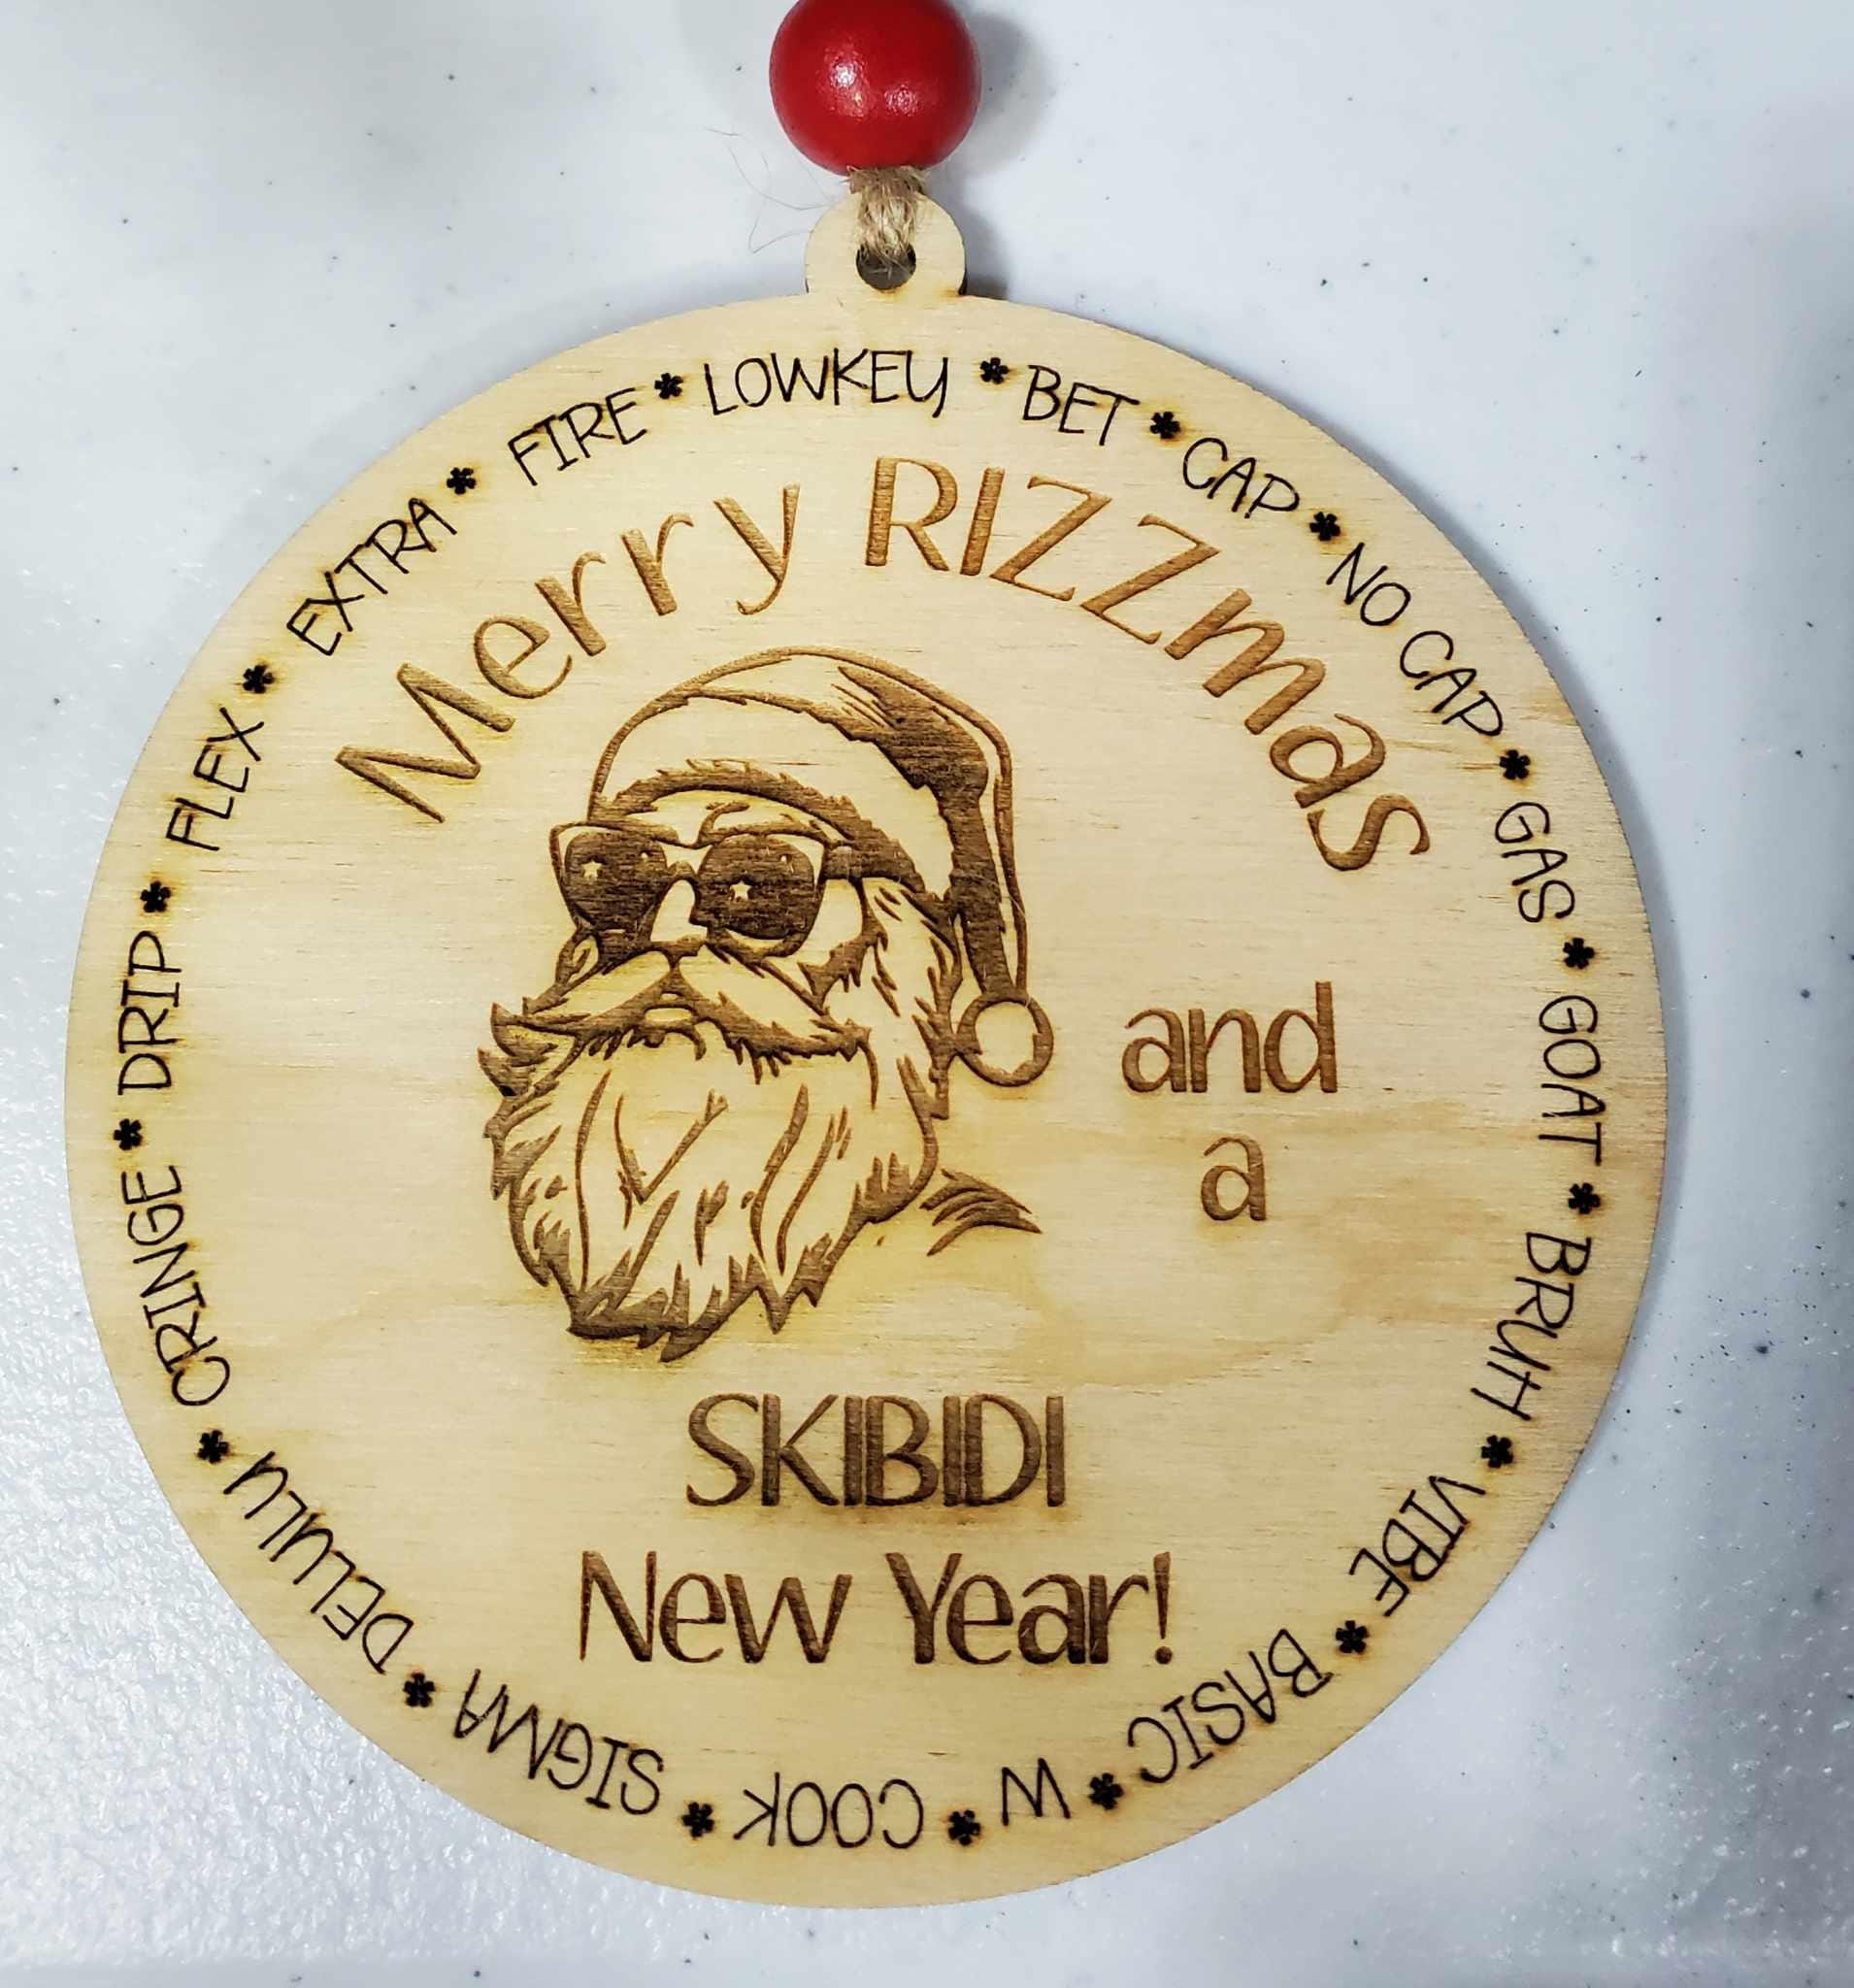 LOWKEY * BET * CAP * NO CAP * GAS * GOAT * BRUH * VIBE * BASIC * W * COOK * SIGMA * DELULU * CRINGE * DRIP * FLEX * EXTRA * FIRE *
Merry RIZZmas
and
a
SKIBIDI
New Year!